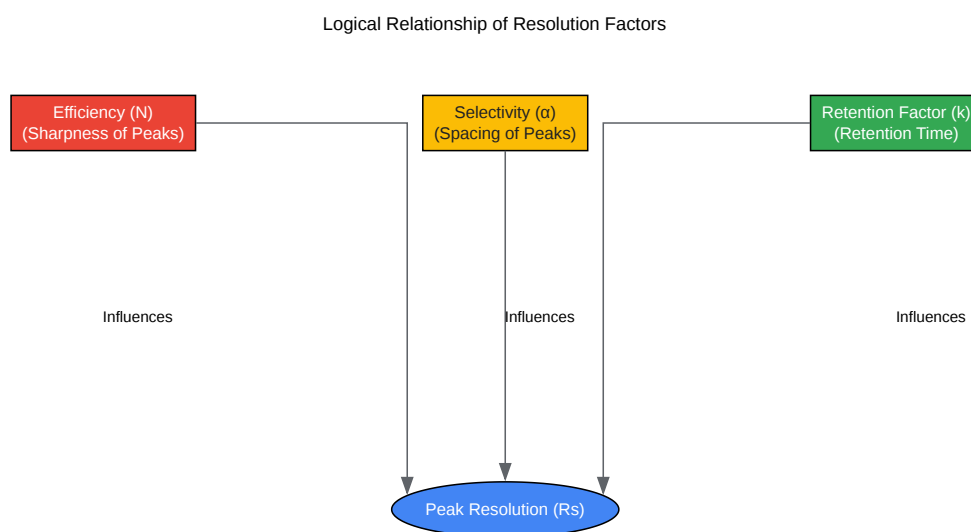 Logical Relationship of Resolution Factors
Efficiency (N)
(Sharpness of Peaks)
Selectivity (α)
(Spacing of Peaks)
Retention Factor (k)
(Retention Time)
Influences
Influences
Influences
Peak Resolution (Rs)